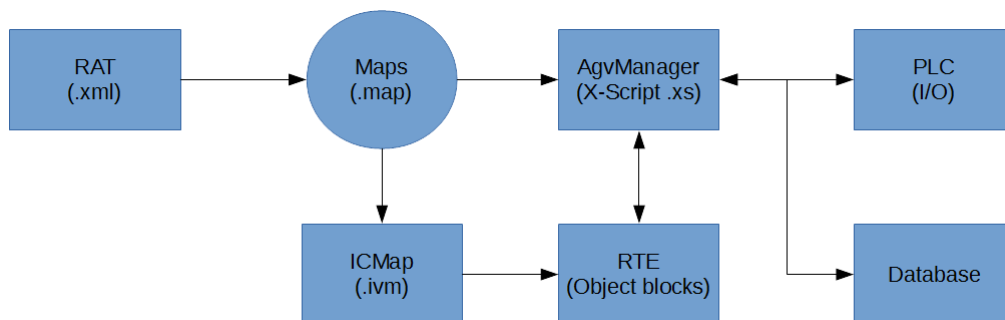 RAT
(.xml)
Maps
(.map)
AgvManager
(X-Script .xs)
PLC
(I/O)
ICMap
(.ivm)
RTE
(Object blocks)
Database